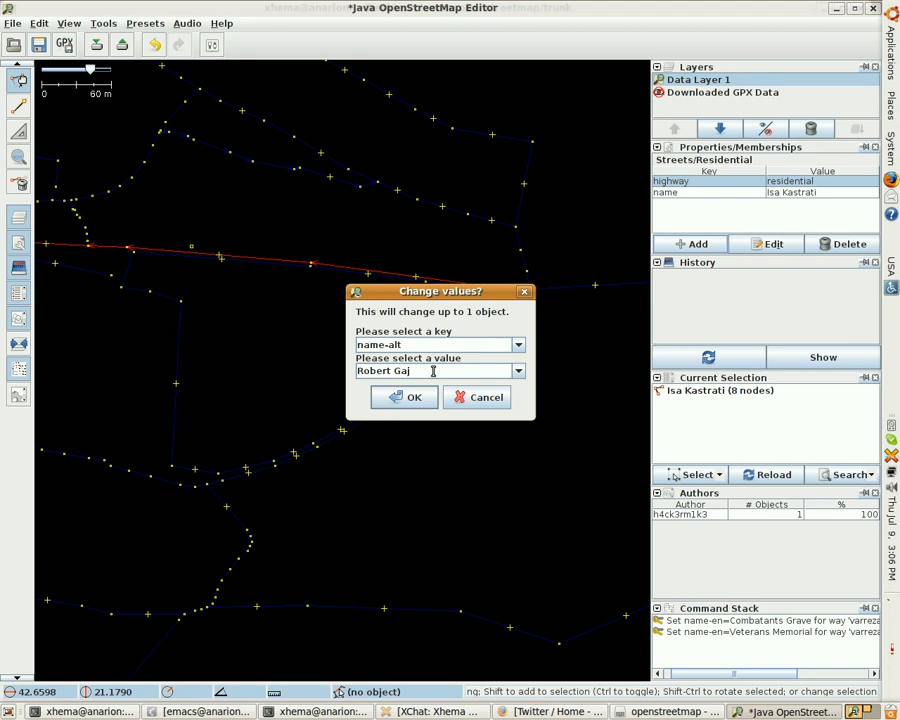 xhema@anarion *Java OpenStreetMap Editor streetmap/trunk
File Edit View Tools Presets Audio Help
GPX
0
60 m
Layers
Data Layer 1
Downloaded GPX Data
Properties/Memberships
Streets/Residential
Key Value
highway residential
name Isa Kastrati
Add Edit Delete
History
Show
Current Selection
Isa Kastrati (8 nodes)
Select Reload Search
Authors
Author # Objects %
h4ck3rm1k3 1 100
Command Stack
Set name-en=Combatants Grave for way 'varreza
Set name-en=Veterans Memorial for way 'varreza
Change values?
This will change up to 1 object.
Please select a key
name-alt
Please select a value
Robert Gaj
OK Cancel
42.6598 21.1790 (no object) ng; Shift to add to selection (Ctrl to toggle); Shift-Ctrl to rotate selected; or change selection
xhema@anarion: ... [emacs@anarion... xhema@anarion: ... [XChat: Xhema ... [Twitter / Home - ... openstreetmap - ... *Java OpenStreet...
Applications
Places
System
USA
Thu Jul 9, 3:06 PM